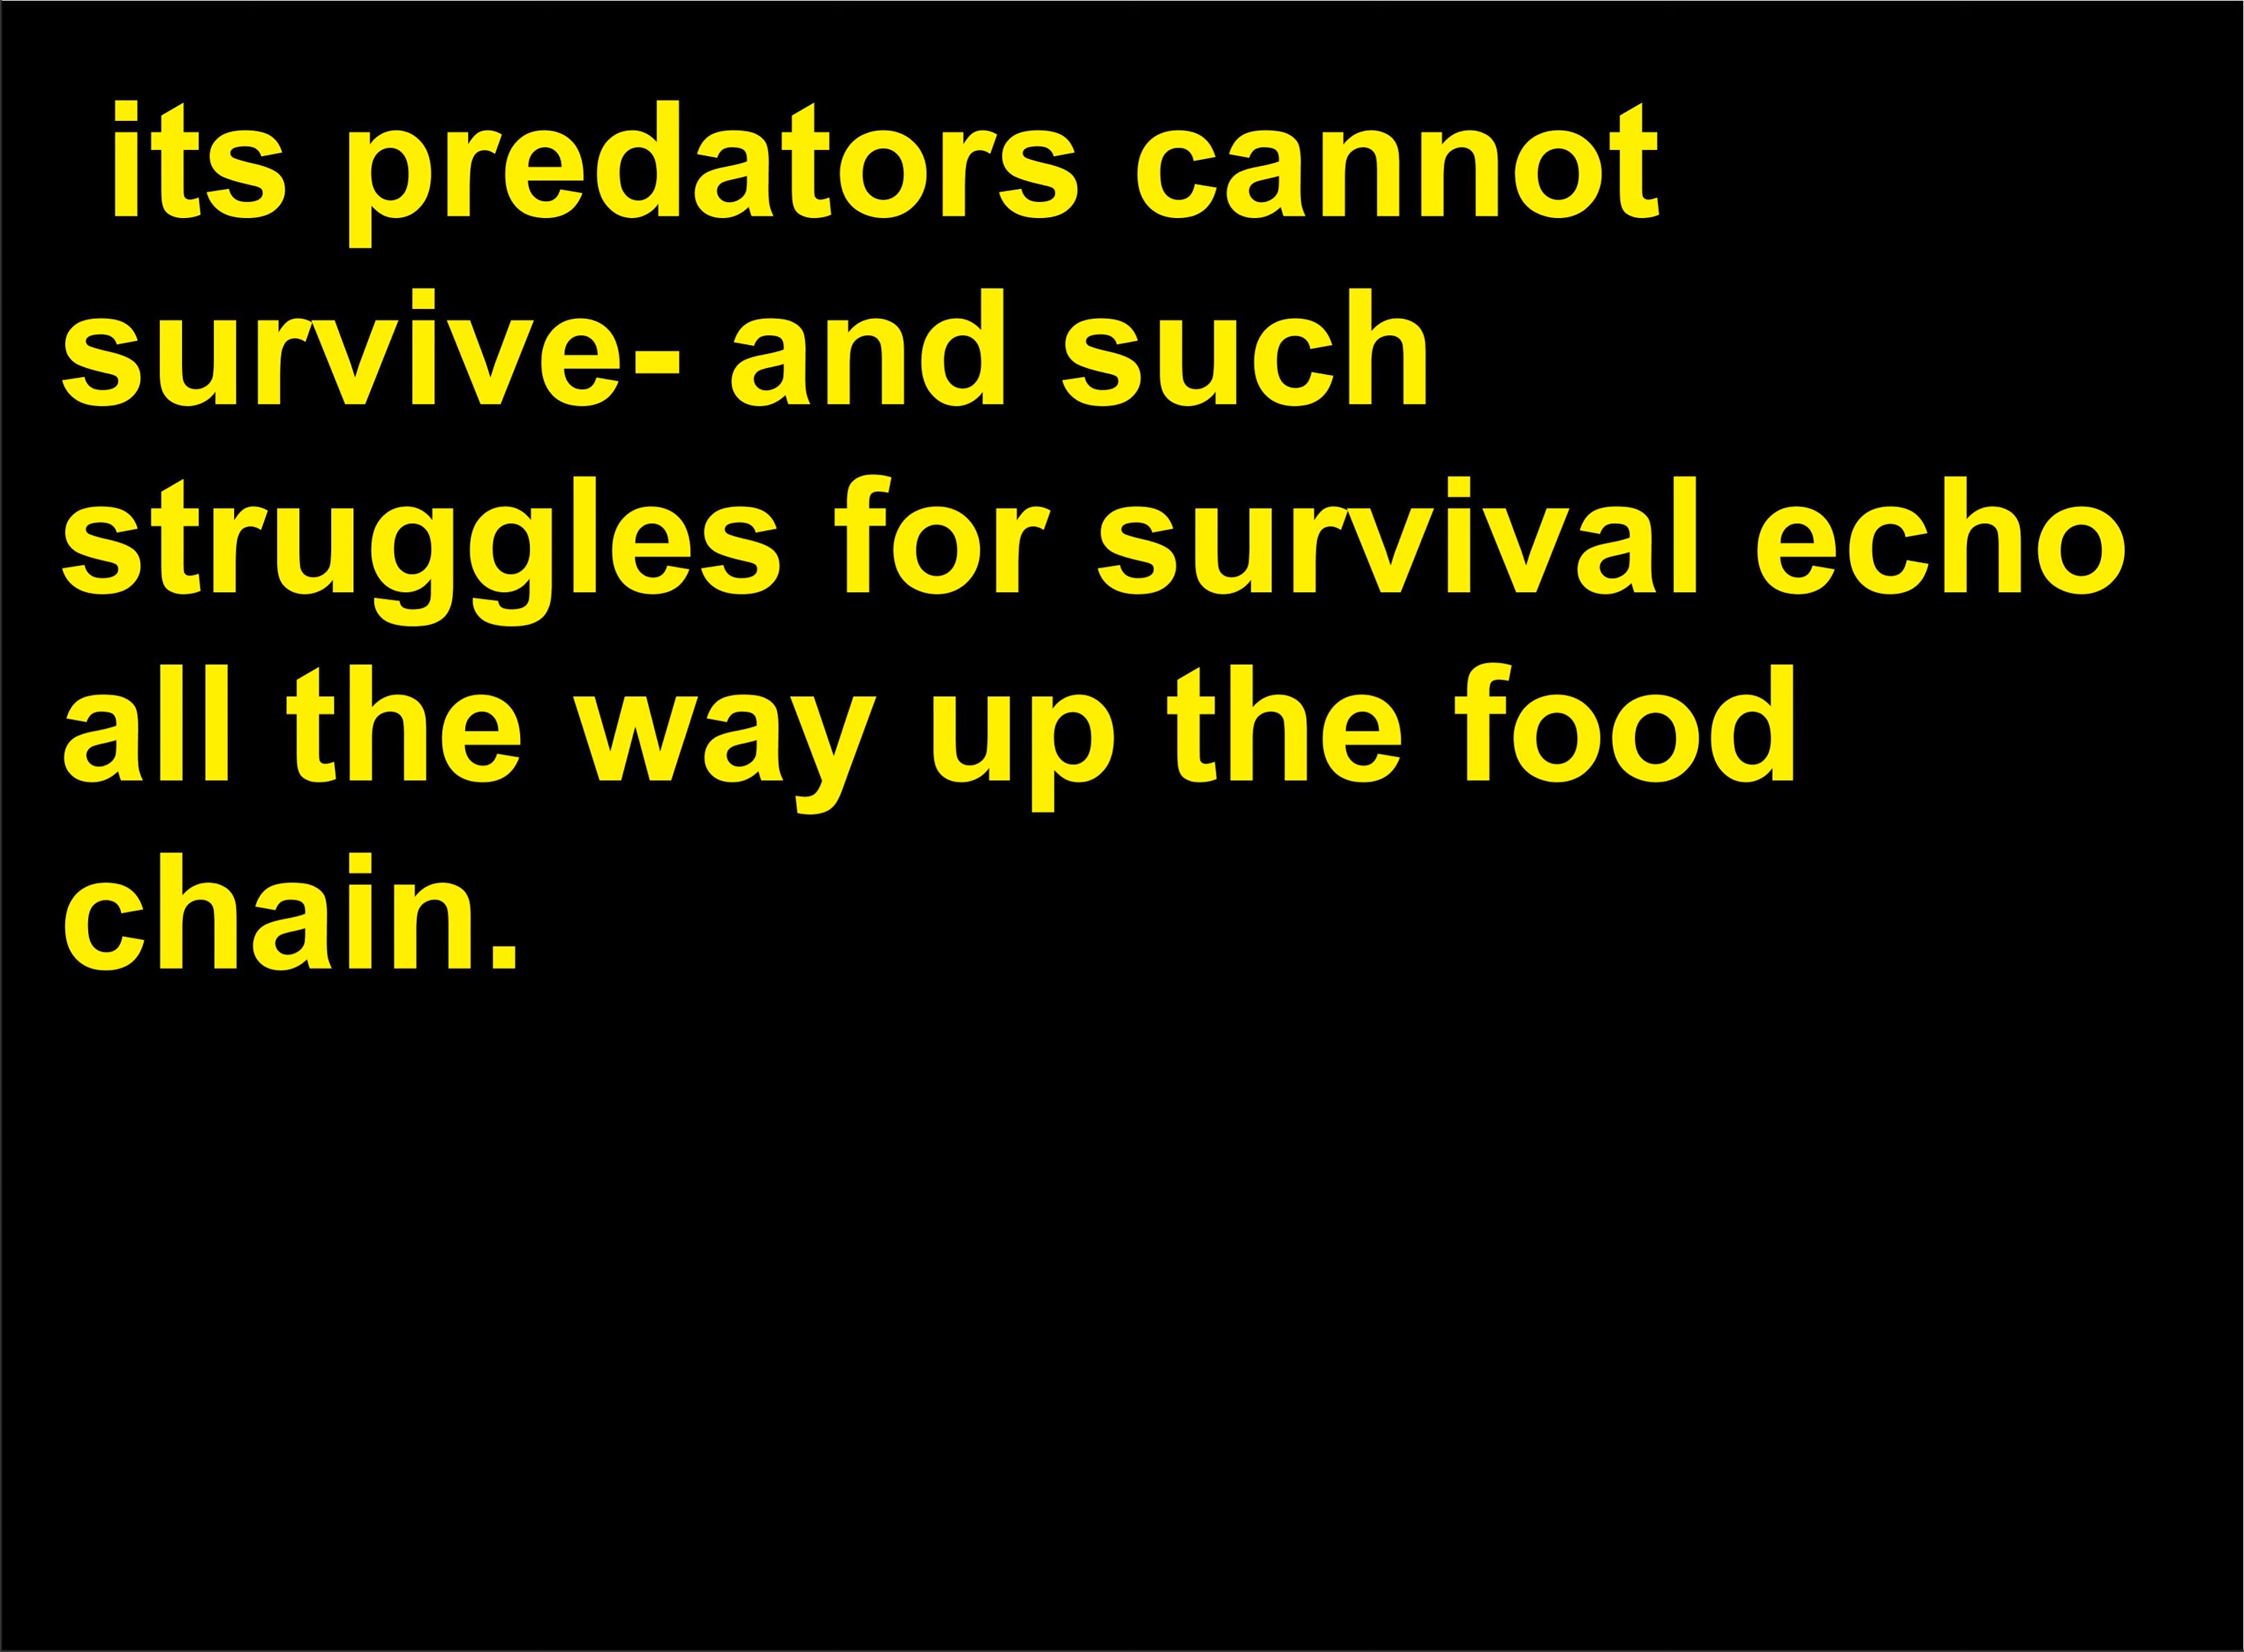 its predators cannot
survive- and such
struggles for survival echo
all the way up the food
chain.